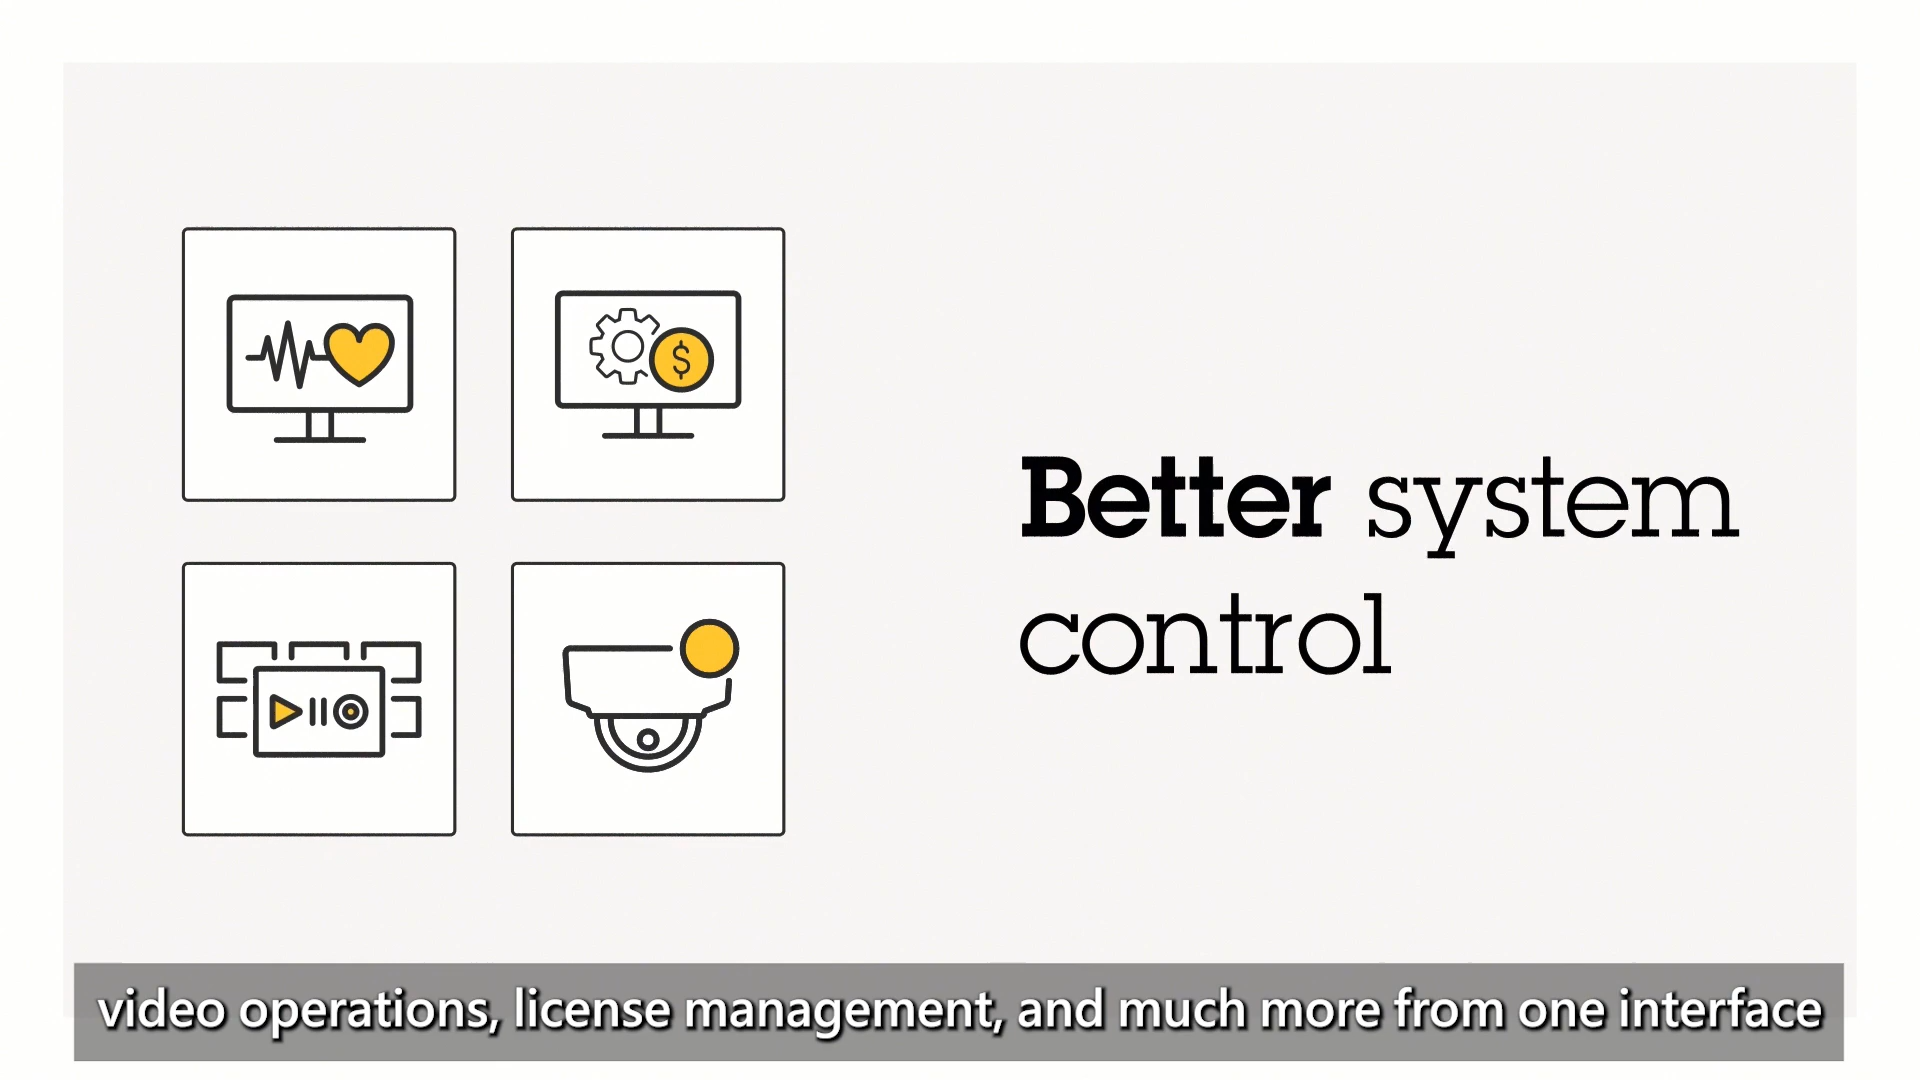 $
Better system
control
video operations, license management, and much more from one interface